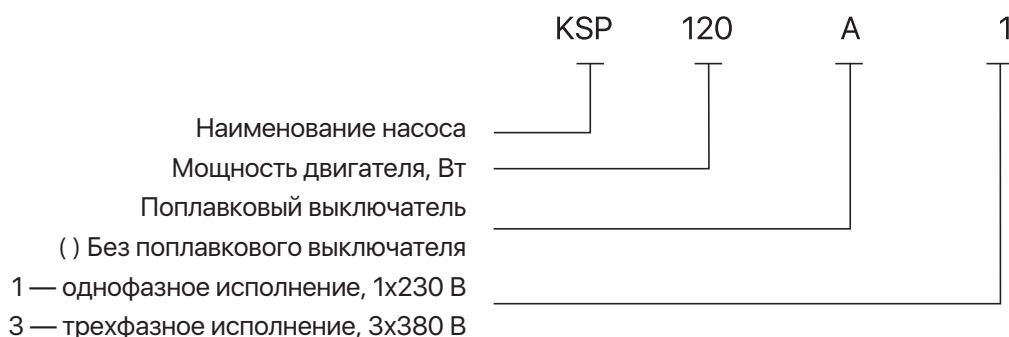 KSP 120 A 1
Наименование насоса
Мощность двигателя, Вт
Поплавковый выключатель
( ) Без поплавкового выключателя
1 — однофазное исполнение, 1x230 В
3 — трехфазное исполнение, 3x380 В